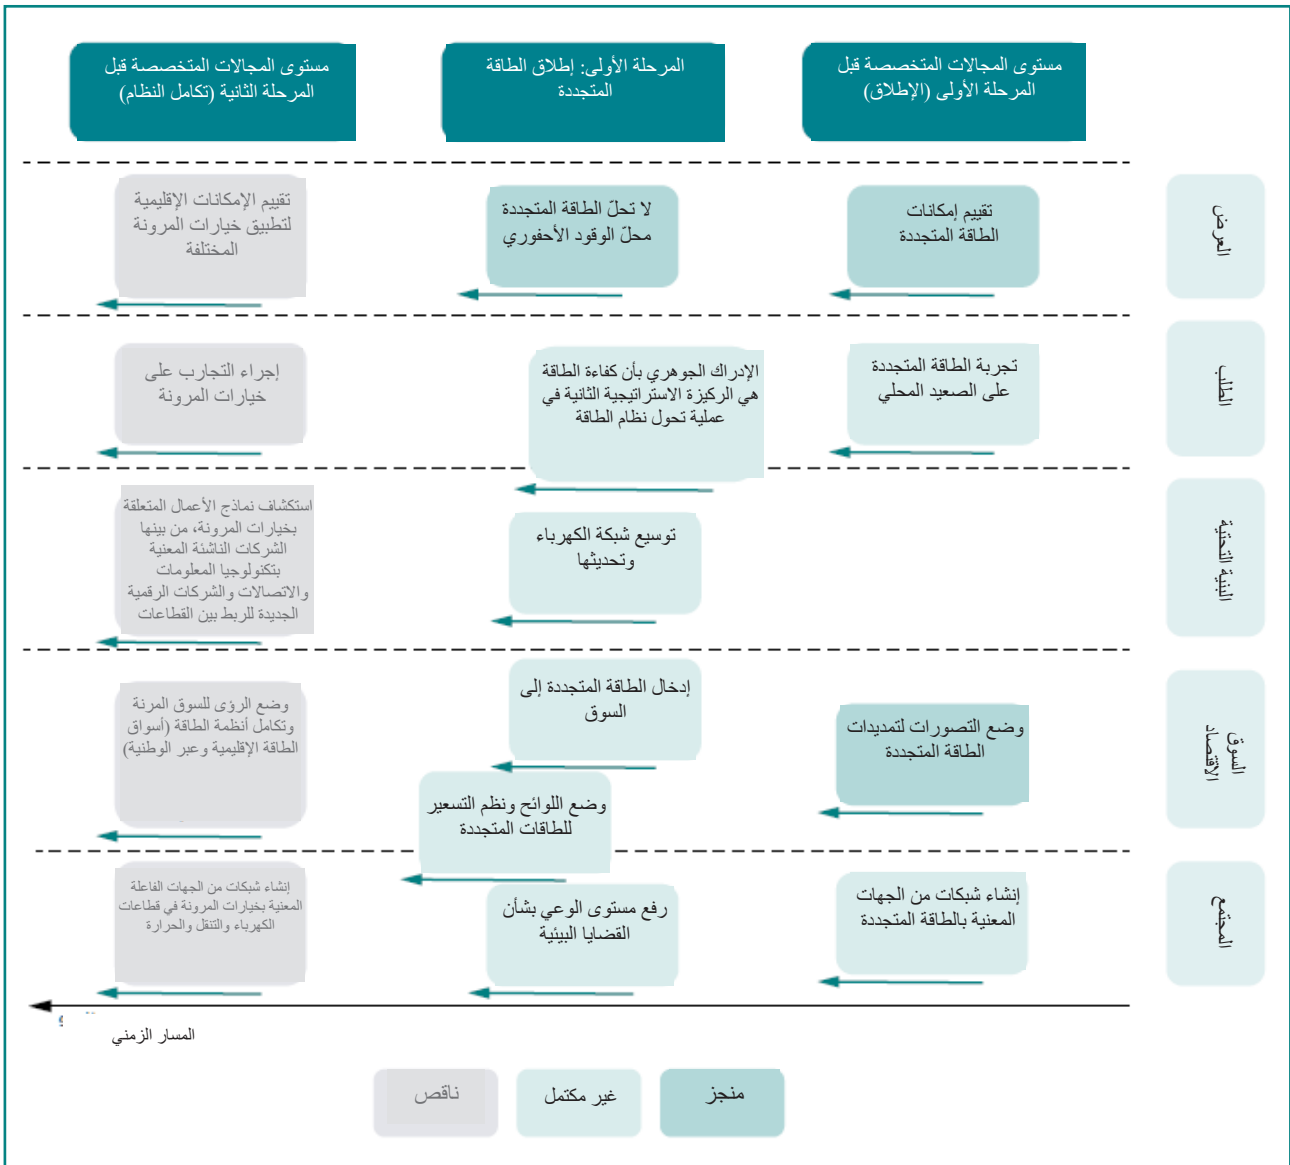 مستوى المجالات المتخصصة قبل
المرحلة الأولى (الإطلاق)
المرحلة الأولى: إطلاق الطاقة
المتجددة
مستوى المجالات المتخصصة قبل
المرحلة الثانية (تكامل النظام)
العرض
تقييم إمكانات
الطاقة المتجددة
لا تحلّ الطاقة المتجددة
محلّ الوقود الأحفوري
تقييم الإمكانات الإقليمية
لتطبيق خيارات المرونة
المختلفة
الطلب
تجربة الطاقة المتجددة
على الصعيد المحلي
الإدراك الجوهري بأن كفاءة الطاقة
هي الركيزة الاستراتيجية الثانية في
عملية تحول نظام الطاقة
إجراء التجارب على
خيارات المرونة
البنية التحتية
توسيع شبكة الكهرباء
وتحديثها
استكشاف نماذج الأعمال المتعلقة
بخيارات المرونة، من بينها
الشركات الناشئة المعنية
بتكنولوجيا المعلومات
والاتصالات والشركات الرقمية
الجديدة للربط بين القطاعات
السوق
الاقتصاد
وضع التصورات لتمديدات
الطاقة المتجددة
إدخال الطاقة المتجددة إلى
السوق
وضع اللوائح ونظم التسعير
للطاقات المتجددة
وضع الرؤى للسوق المرنة
وتكامل أنظمة الطاقة (أسواق
الطاقة الإقليمية وعبر الوطنية)
المجتمع
إنشاء شبكات من الجهات
المعنية بالطاقة المتجددة
رفع مستوى الوعي بشأن
القضايا البيئية
إنشاء شبكات من الجهات الفاعلة
المعنية بخيارات المرونة في قطاعات
الكهرباء والتنقل والحرارة
المسار الزمني
منجز
غير مكتمل
ناقص